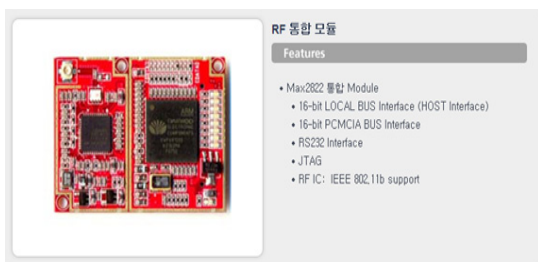 RF 통합 모듈
Features
• Max2822 통합 Module
• 16-bit LOCAL BUS Interface (HOST Interface)
• 16-bit PCMCIA BUS Interface
• RS232 Interface
• JTAG
• RF IC: IEEE 802.11b support